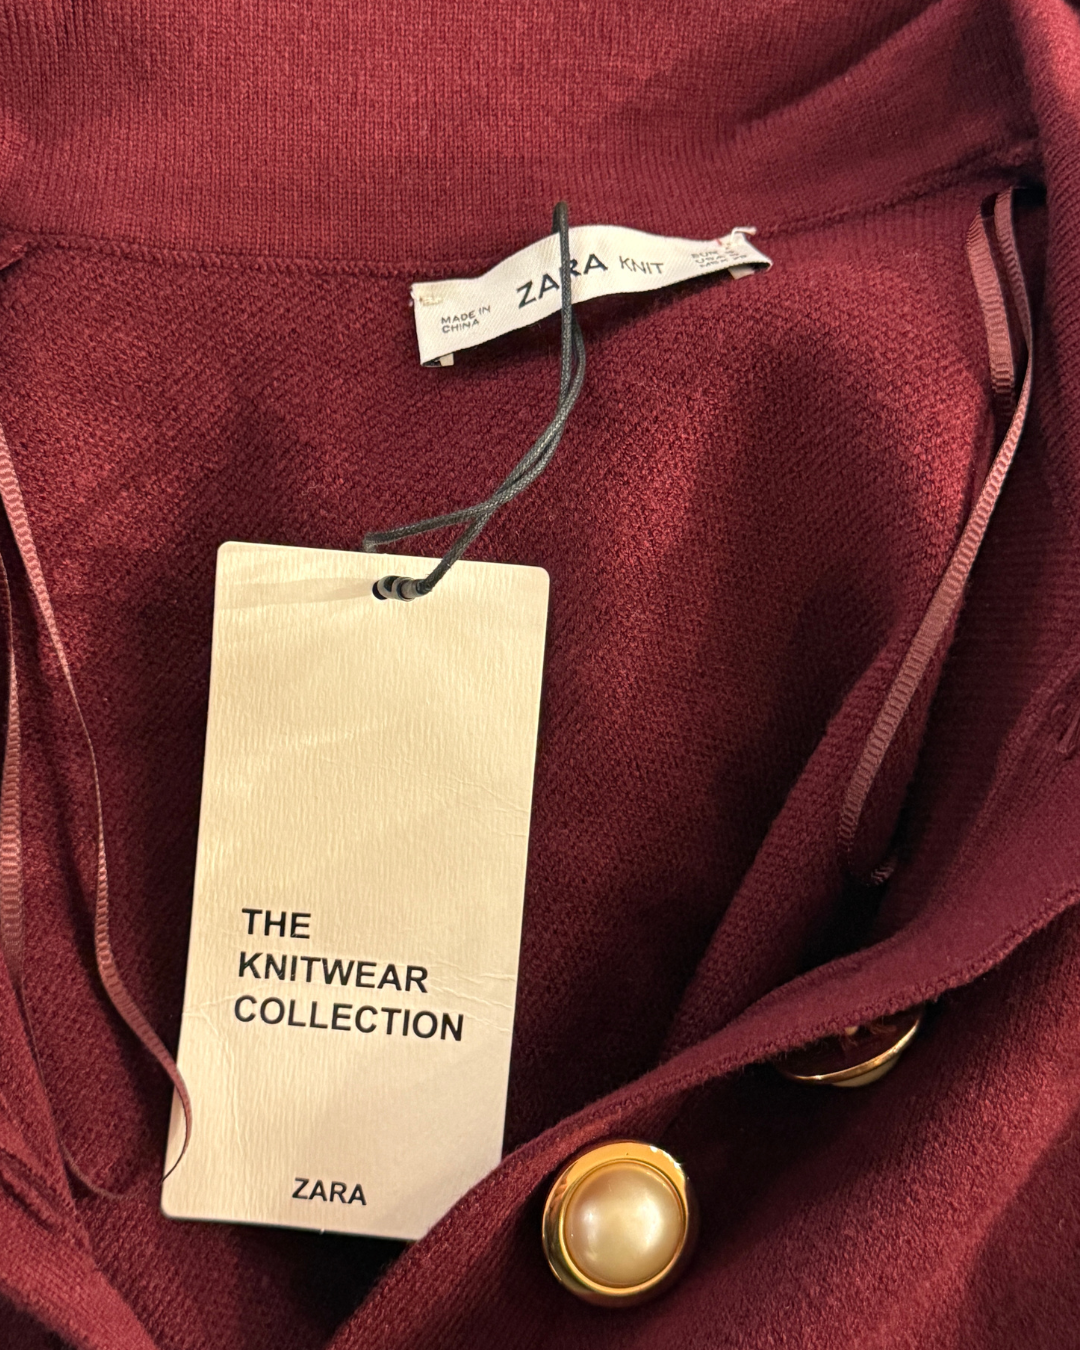 MADE IN
CHINA
ZARA KNIT
THE
KNITWEAR
COLLECTION
ZARA